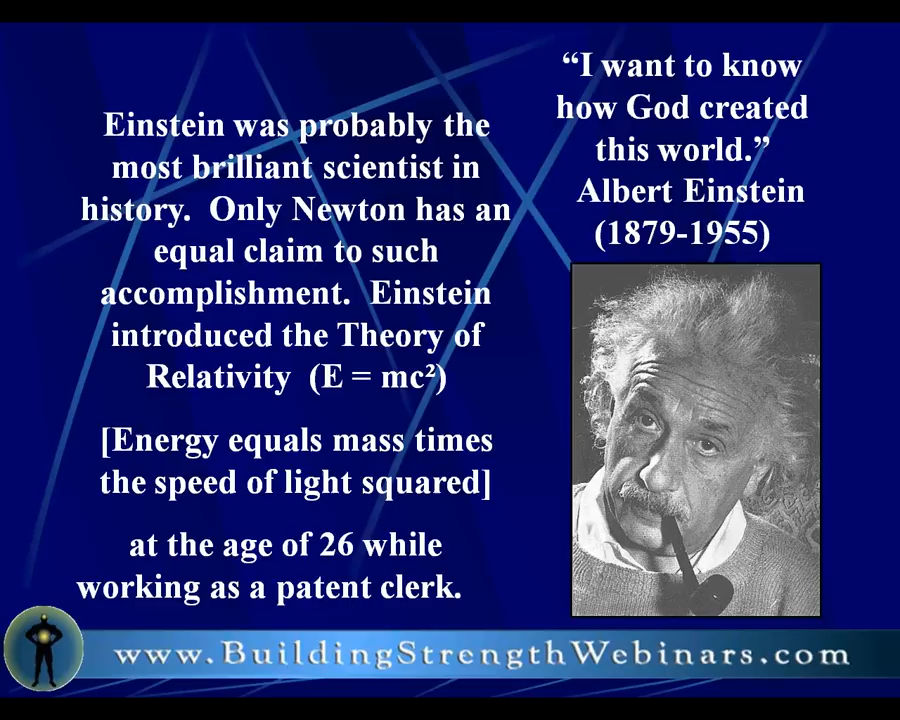 Einstein was probably the
most brilliant scientist in
history.  Only Newton has an
equal claim to such
accomplishment.  Einstein
introduced the Theory of
Relativity  (E = mc²)
[Energy equals mass times
the speed of light squared]
at the age of 26 while
working as a patent clerk.
“I want to know
how God created
this world.”
Albert Einstein
(1879-1955)
www.BuildingStrengthWebinars.com